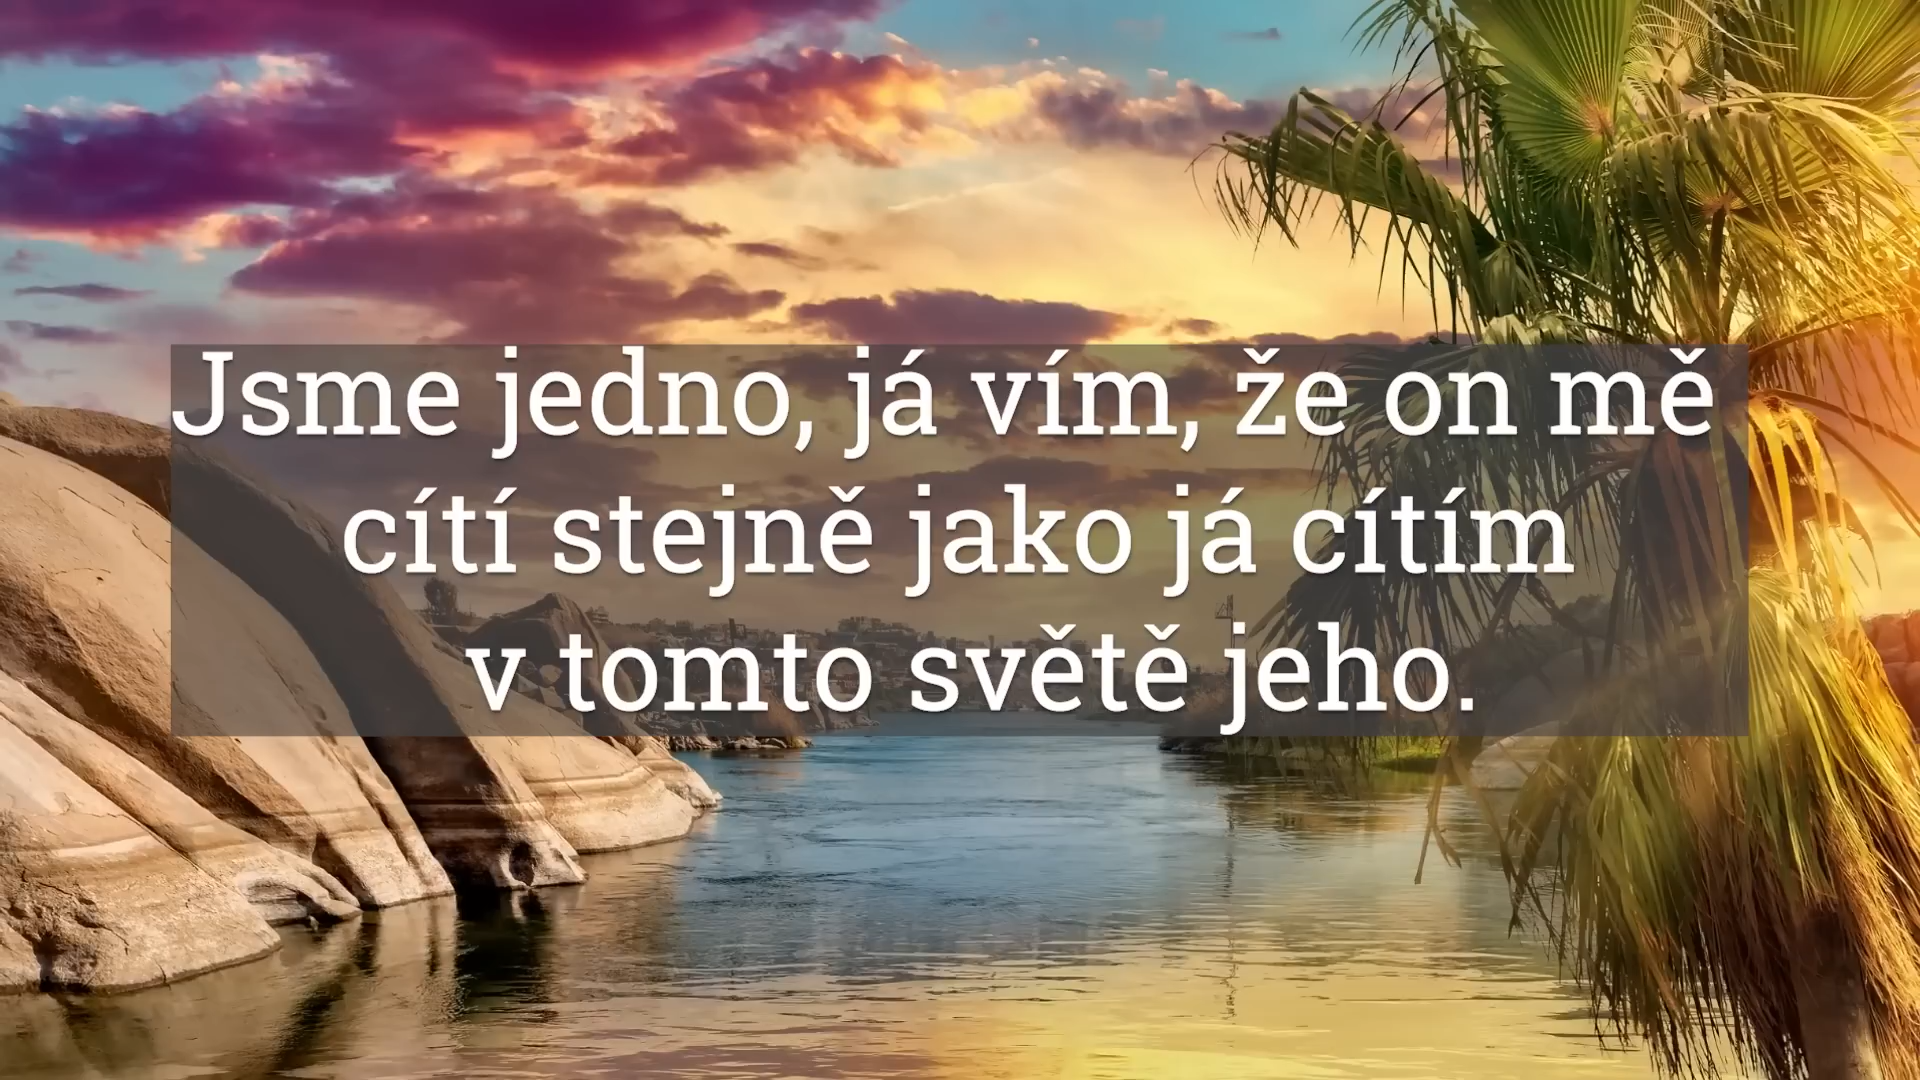 Jsme jedno, já vím, že on mě
cítí stejně jako já cítím
v tomto světě jeho.